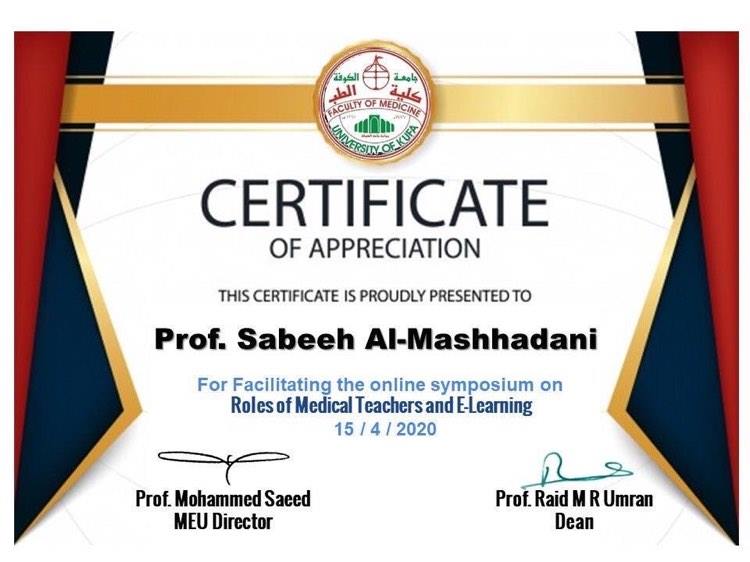 جامعة الكوفة
كلية الطب
FACULTY OF MEDICINE
UNIVERSITY OF KUFA
CERTIFICATE
OF APPRECIATION
THIS CERTIFICATE IS PROUDLY PRESENTED TO
Prof. Sabeeh Al-Mashhadani
For Facilitating the online symposium on
Roles of Medical Teachers and E-Learning
15 / 4 / 2020
Prof. Mohammed Saeed
MEU Director
Prof. Raid M R Umran
Dean